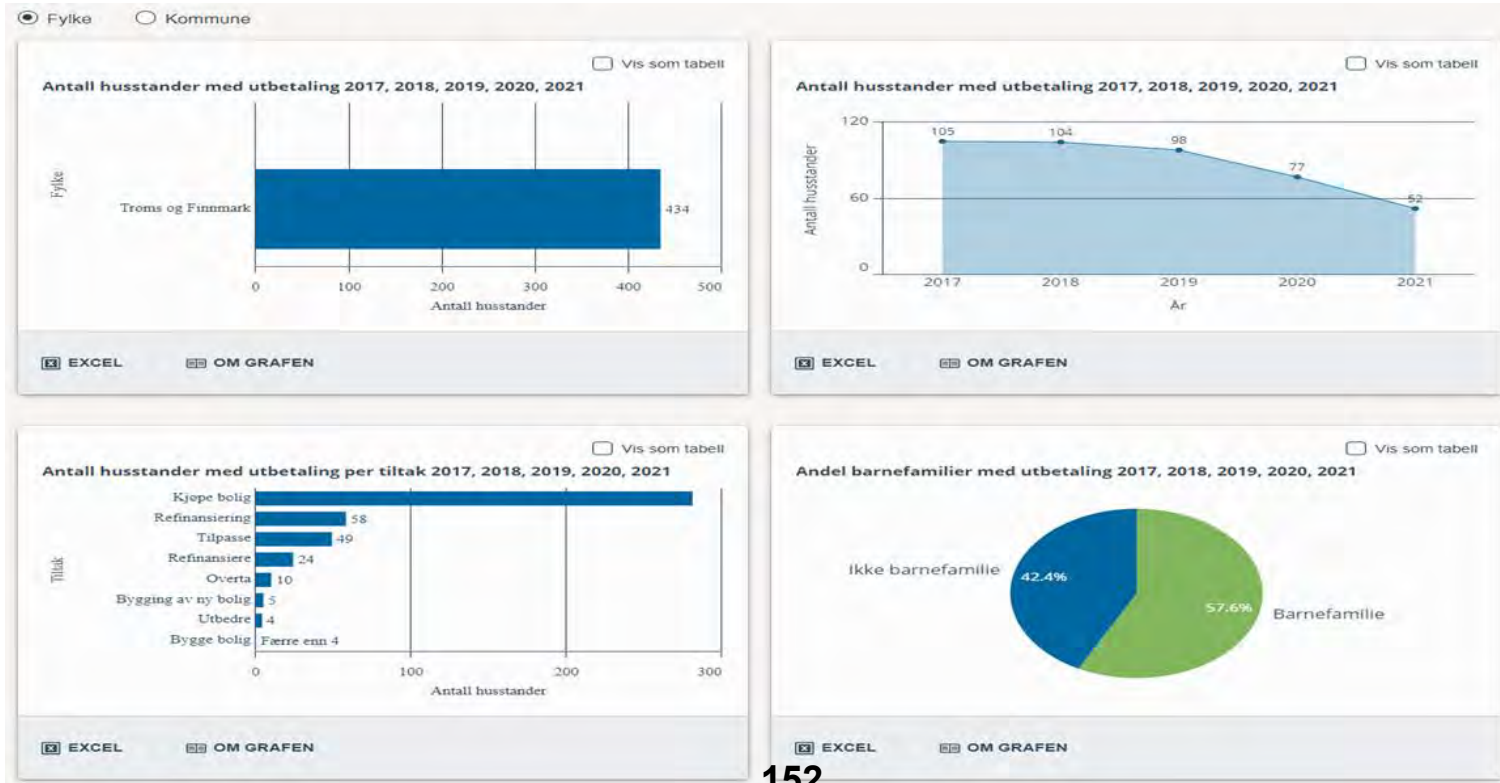 Fylke Kommune
Vis som tabell
Antall husstander med utbetaling 2017, 2018, 2019, 2020, 2021
Fylke
Troms og Finnmark
434
0 100 200 300 400 500
Antall husstander
EXCEL OM GRAFEN
Vis som tabell
Antall husstander med utbetaling 2017, 2018, 2019, 2020, 2021
Antall husstander
120
60
0
105 104 98 77 52
2017 2018 2019 2020 2021
År
EXCEL OM GRAFEN
Vis som tabell
Antall husstander med utbetaling per tiltak 2017, 2018, 2019, 2020, 2021
Tiltak
Kjøpe bolig
Refinansiering 58
Tilpasse 49
Refinansiere 24
Overta 10
Bygging av ny bolig 5
Utbedre 4
Bygge bolig Færre enn 4
0 100 200 300
Antall husstander
EXCEL OM GRAFEN
Vis som tabell
Andel barnefamilier med utbetaling 2017, 2018, 2019, 2020, 2021
Ikke barnefamilie 42.4%
57.6% Barnefamilie
EXCEL OM GRAFEN
152